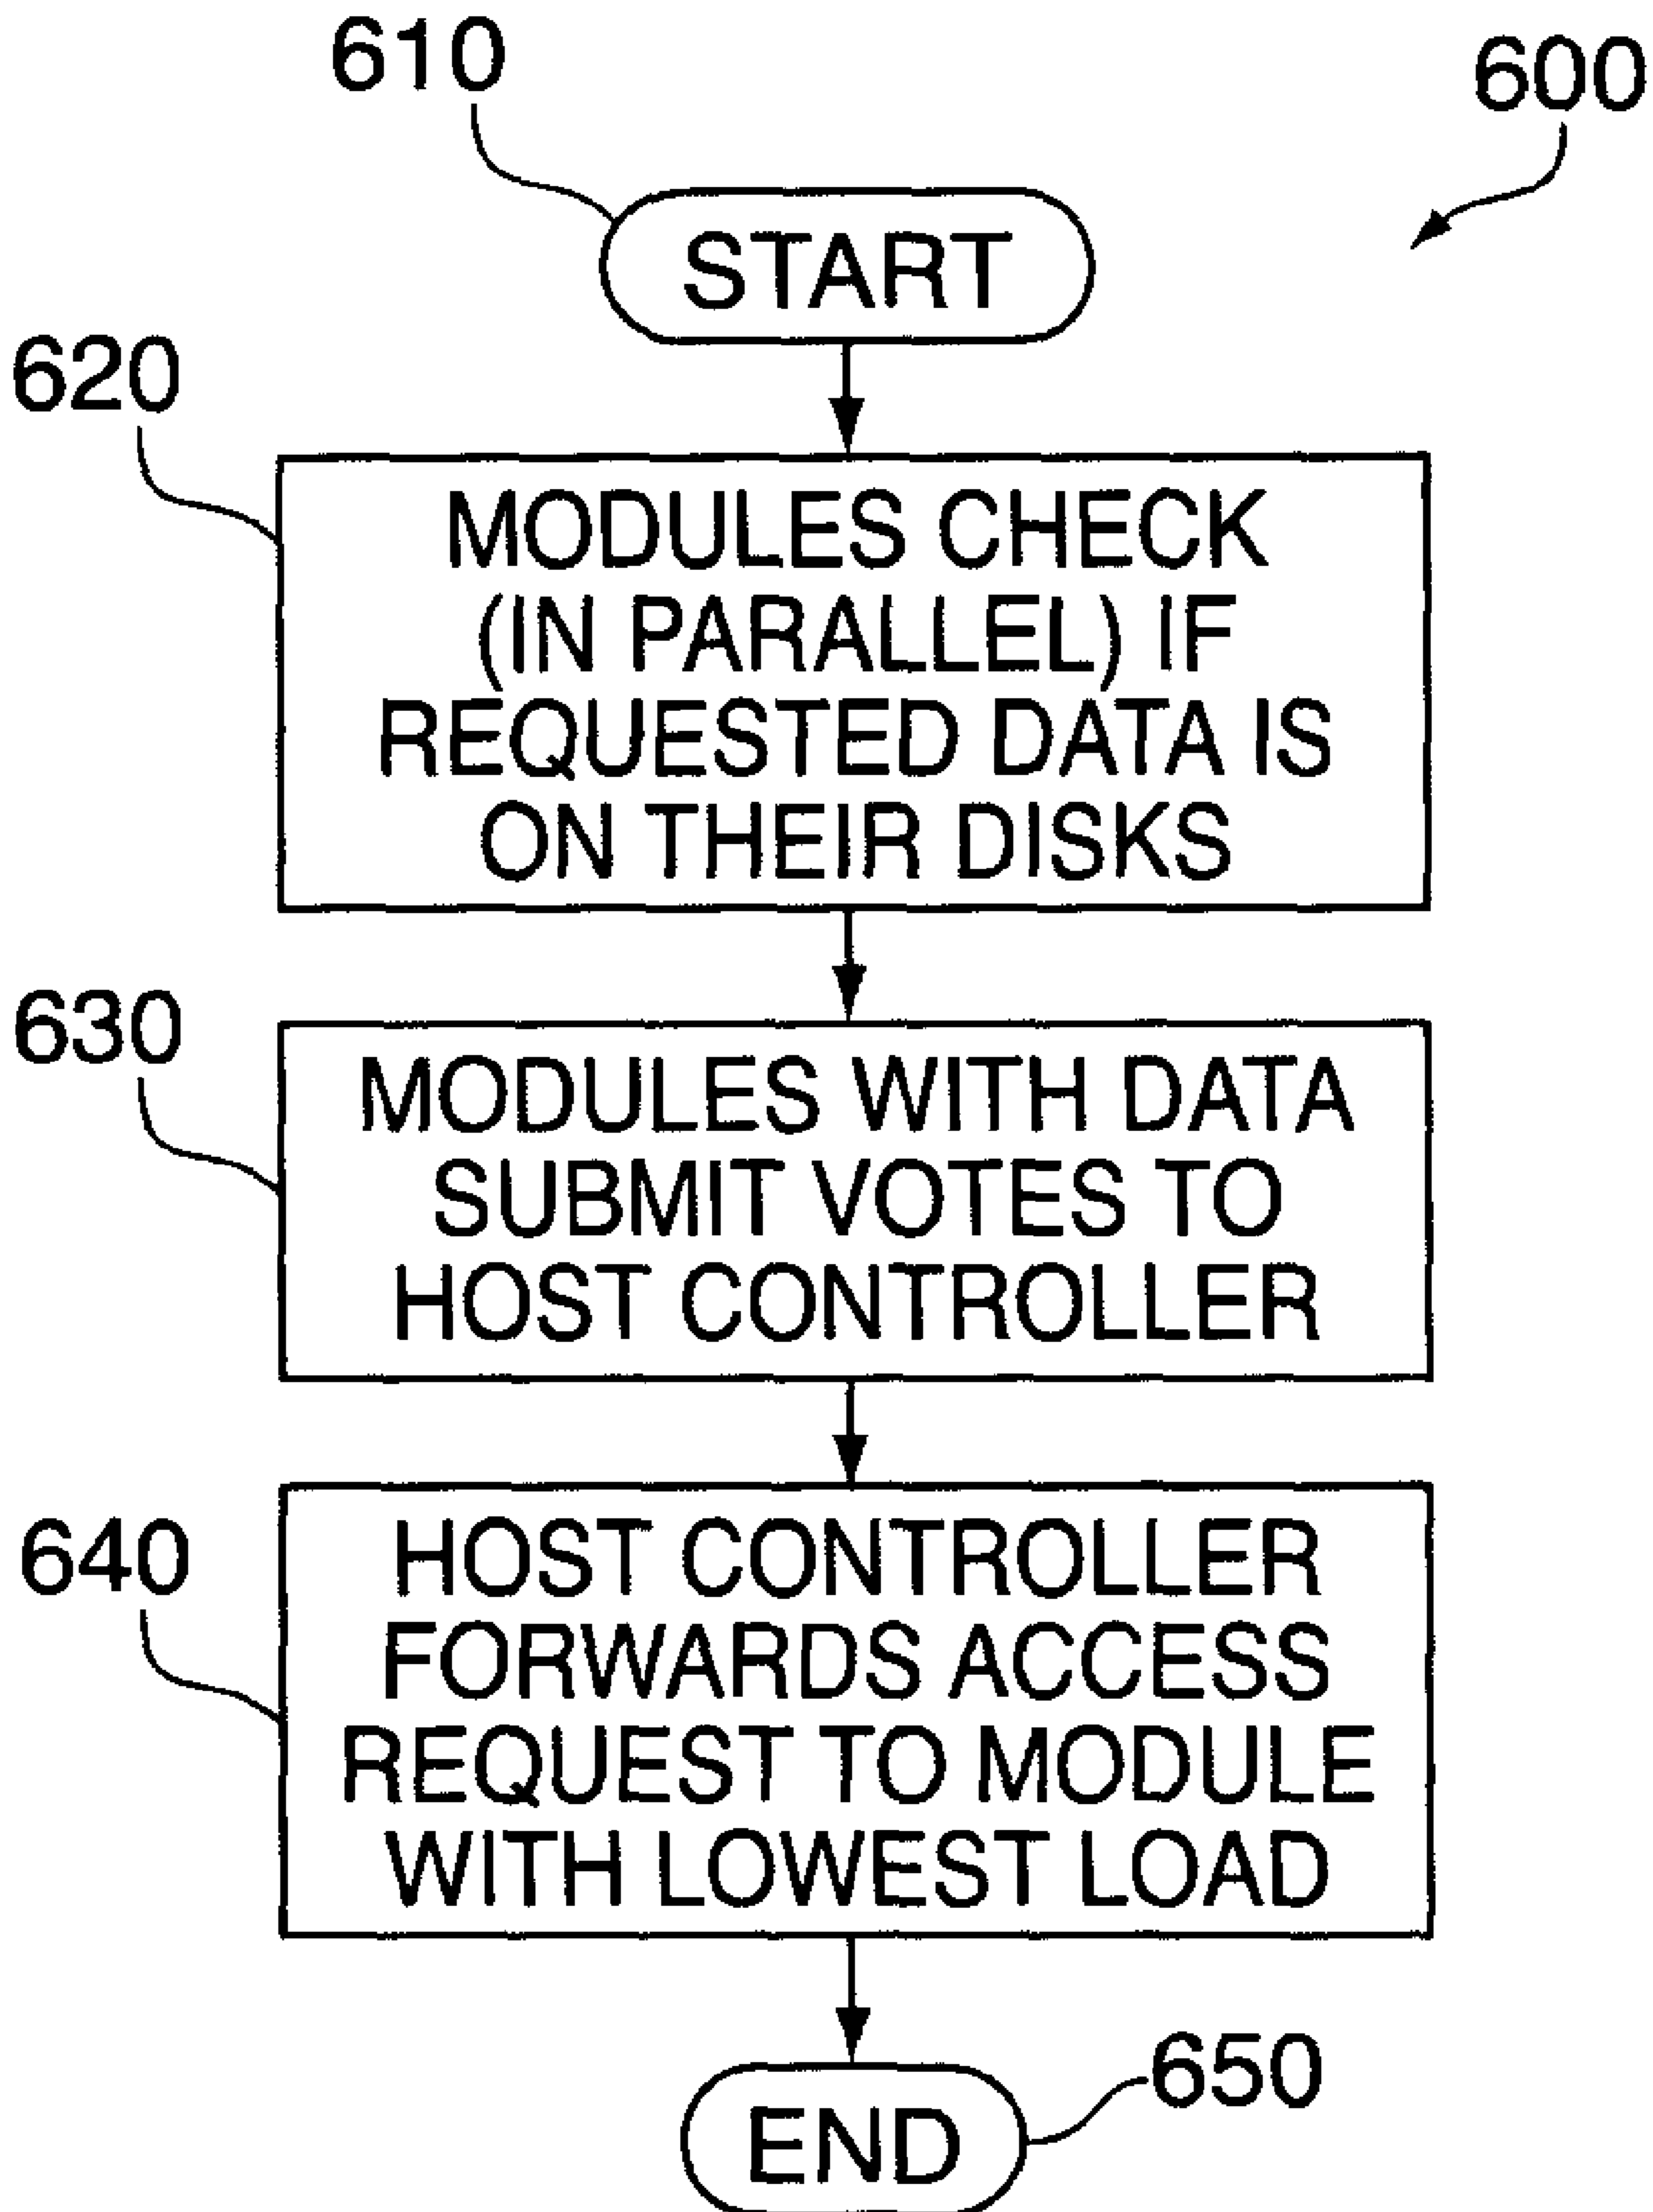 610
600
START
620
MODULES CHECK
(IN PARALLEL) IF
REQUESTED DATA IS
ON THEIR DISKS
630
MODULES WITH DATA
SUBMIT VOTES TO
HOST CONTROLLER
640
HOST CONTROLLER
FORWARDS ACCESS
REQUEST TO MODULE
WITH LOWEST LOAD
650
END